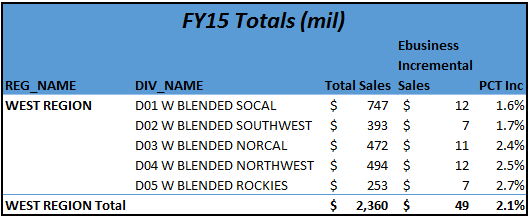 FY15 Totals (mil)
Ebusiness
Incremental
REG_NAME DIV_NAME Total Sales Sales PCT Inc
WEST REGION D01 W BLENDED SOCAL $ 747 $ 12 1.6%
D02 W BLENDED SOUTHWEST $ 393 $ 7 1.7%
D03 W BLENDED NORCAL $ 472 $ 11 2.4%
D04 W BLENDED NORTHWEST $ 494 $ 12 2.5%
D05 W BLENDED ROCKIES $ 253 $ 7 2.7%
WEST REGION Total $ 2,360 $ 49 2.1%